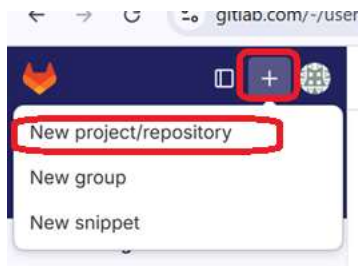 gitlab.com/-/user
New project/repository
New group
New snippet